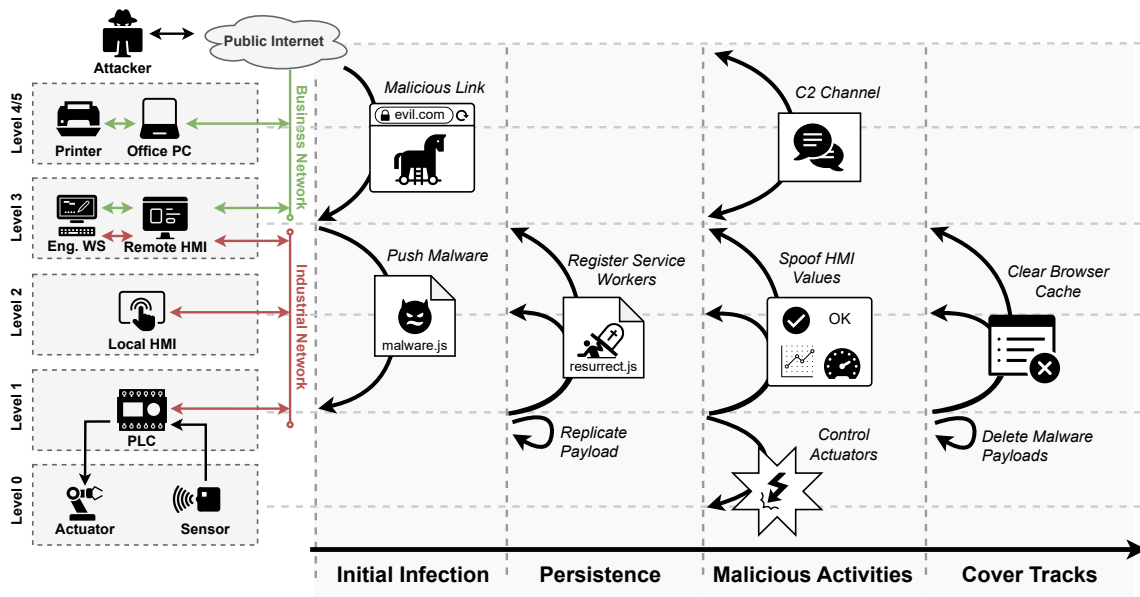 Public Internet
Attacker
Level 4/5
Printer
Office PC
Business Network
Level 3
Eng. WS
Remote HMI
Level 2
Local HMI
Industrial Network
Level 1
PLC
Level 0
Actuator
Sensor
Malicious Link
evil.com
Push Malware
malware.js
Register Service
Workers
resurrect.js
Replicate
Payload
C2 Channel
Spoof HMI
Values
OK
Control
Actuators
Clear Browser
Cache
Delete Malware
Payloads
Initial Infection
Persistence
Malicious Activities
Cover Tracks